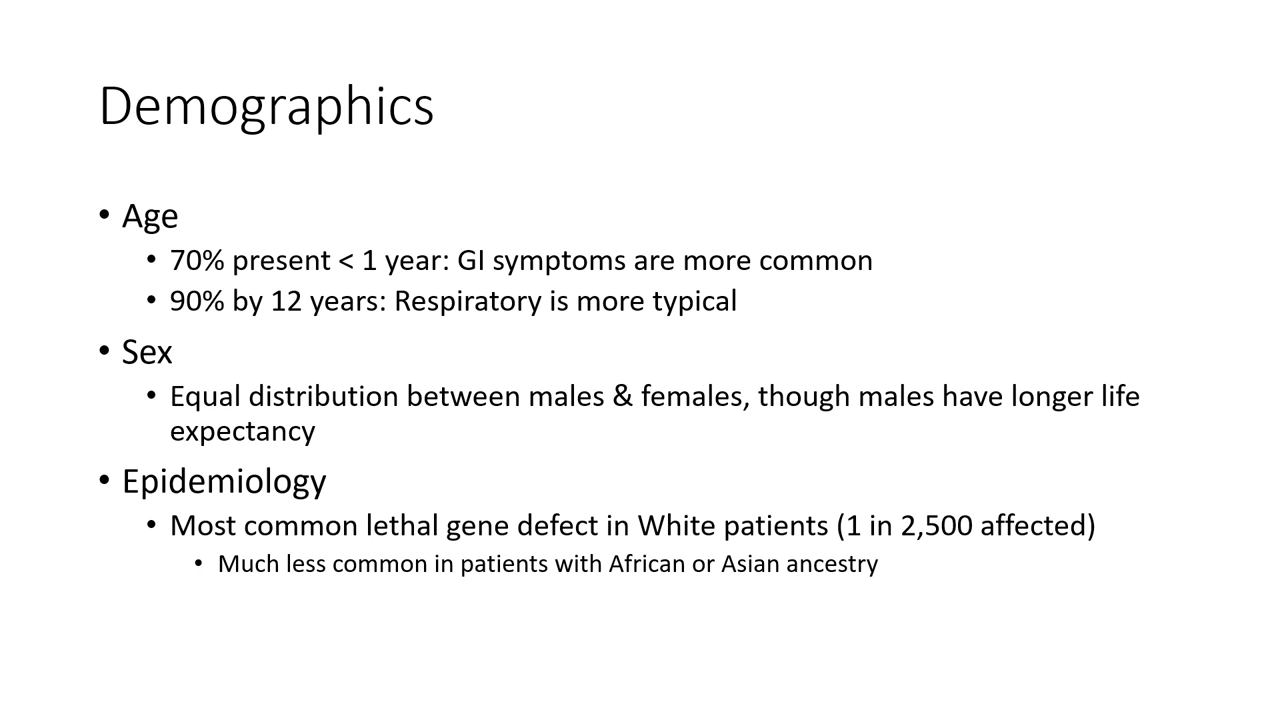 Demographics
• Age
• 70% present < 1 year: GI symptoms are more common
• 90% by 12 years: Respiratory is more typical
• Sex
• Equal distribution between males & females, though males have longer life
expectancy
• Epidemiology
• Most common lethal gene defect in White patients (1 in 2,500 affected)
• Much less common in patients with African or Asian ancestry